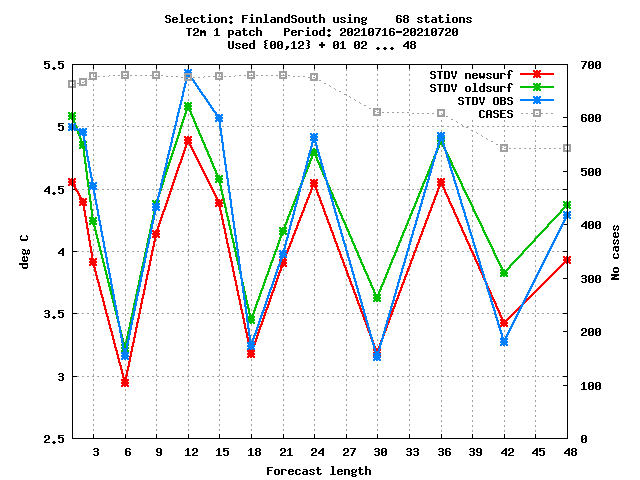 Selection: FinlandSouth using    68 stations
T2m 1 patch   Period: 20210716-20210720
Used {00,12} + 01 02 ... 48
STDV newsurf
STDV oldsurf
STDV OBS
CASES
5.5
5
4.5
4
3.5
3
2.5
deg C
700
600
500
400
300
200
100
0
No cases
3 6 9 12 15 18 21 24 27 30 33 36 39 42 45 48
Forecast length